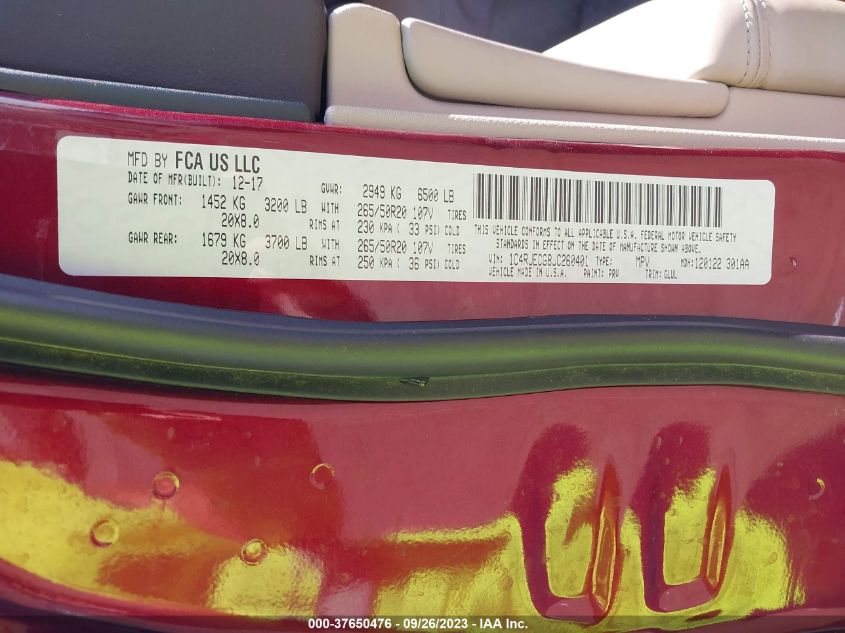 MFD BY FCA US LLC
DATE OF MFR(BUILT): 12-17 GVWR: 2949 KG 6500 LB
GAWR FRONT: 1452 KG 3200 LB WITH 265/50R20 107V TIRES
20X8.0 RIMS AT 230 KPA ( 33 PSI) COLD
GAWR REAR: 1679 KG 3700 LB WITH 265/50R20 107V TIRES
20X8.0 RIMS AT 250 KPA ( 36 PSI) COLD
THIS VEHICLE CONFORMS TO ALL APPLICABLE U.S.A. FEDERAL MOTOR VEHICLE SAFETY
STANDARDS IN EFFECT ON THE DATE OF MANUFACTURE SHOWN ABOVE.
VIN: 1C4RJECG8JC260401 TYPE: MPV MDH: 120122 301AA
VEHICLE MADE IN U.S.A. PAINT: PRV TRIM: GLUL
000-37650476 - 09/26/2023 - IAA Inc.